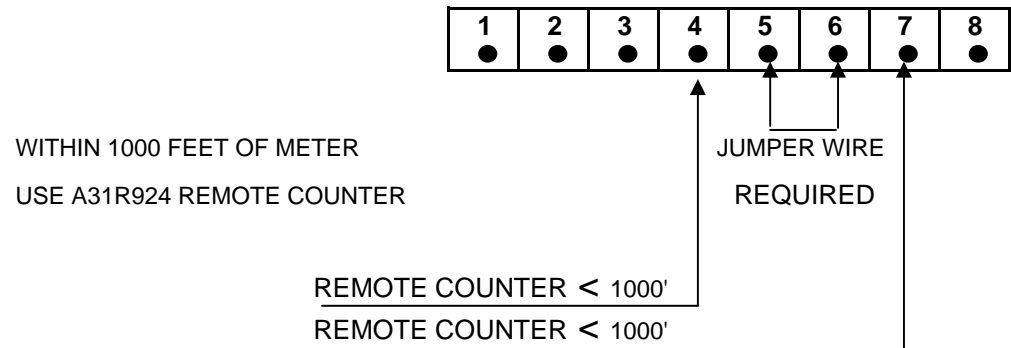 1 2 3 4 5 6 7 8
WITHIN 1000 FEET OF METER
JUMPER WIRE
USE A31R924 REMOTE COUNTER
REQUIRED
REMOTE COUNTER < 1000'
REMOTE COUNTER < 1000'